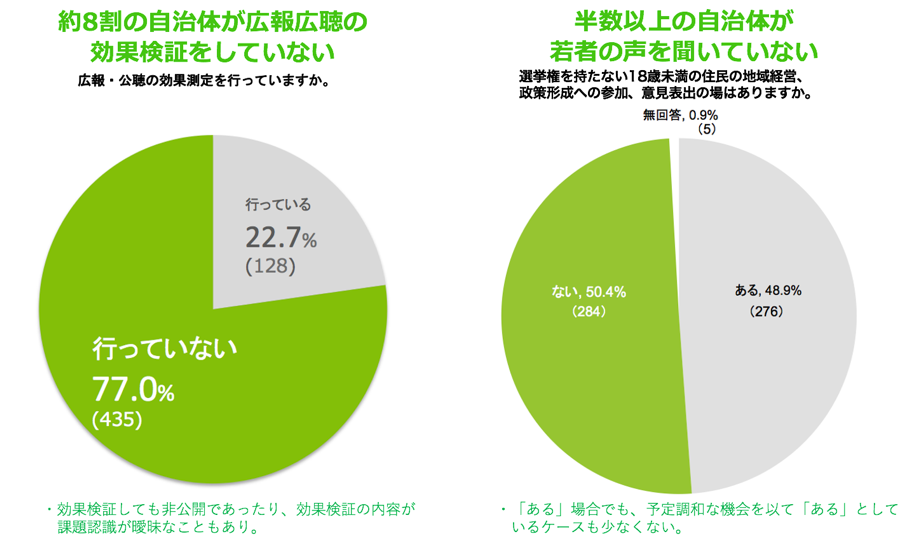 約8割の自治体が広報広聴の
効果検証をしていない
広報・公聴の効果測定を行っていますか。
行っている
22.7%
(128)
行っていない
77.0%
(435)
・効果検証しても非公開であったり、効果検証の内容が
課題認識が曖昧なこともあり。
半数以上の自治体が
若者の声を聞いていない
選挙権を持たない18歳未満の住民の地域経営、
政策形成への参加、意見表出の場はありますか。
無回答, 0.9%
（5）
ない, 50.4%
（284）
ある, 48.9%
（276）
・「ある」場合でも、予定調和な機会を以て「ある」として
いるケースも少なくない。